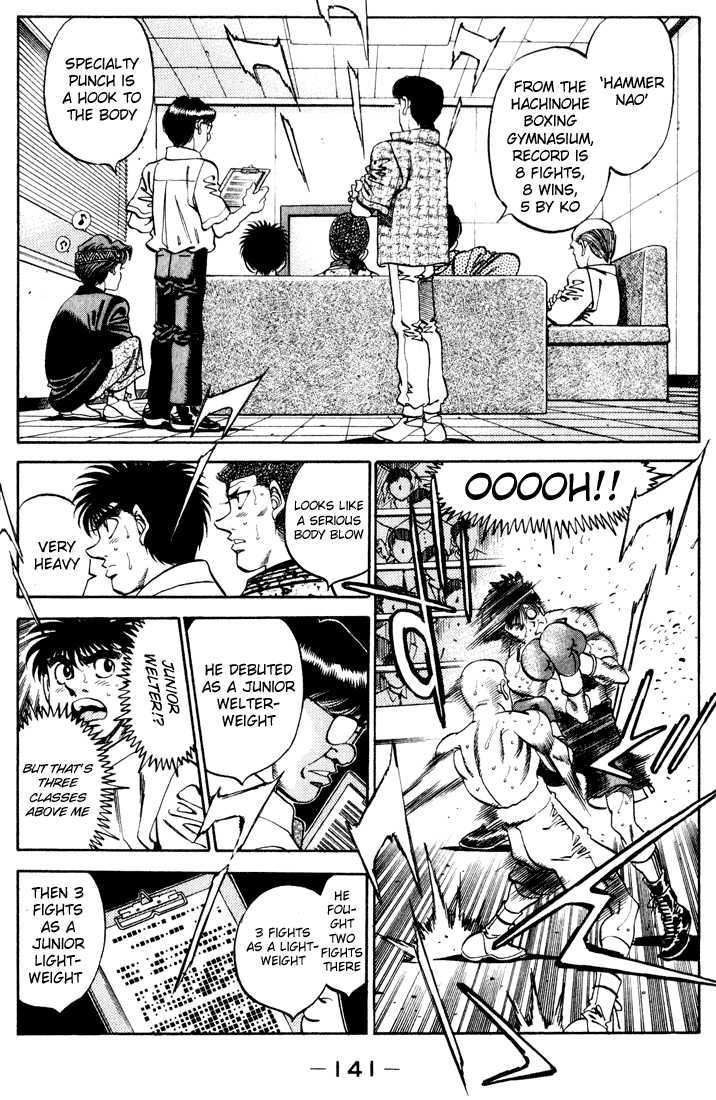 'HAMMER
NAO'
FROM THE
HACHINOHE
BOXING
GYMNASIUM,
RECORD IS
8 FIGHTS,
8 WINS,
5 BY KO
SPECIALTY
PUNCH IS
A HOOK TO
THE BODY
OOOOH!!
LOOKS LIKE
A SERIOUS
BODY BLOW
VERY
HEAVY
HE DEBUTED
AS A JUNIOR
WELTER-
WEIGHT
JUNIOR
WELTER!?
BUT THAT'S
THREE
CLASSES
ABOVE ME
HE
FOU-
GHT
TWO
FIGHTS
THERE
3 FIGHTS
AS A LIGHT-
WEIGHT
THEN 3
FIGHTS
AS A
JUNIOR
LIGHT-
WEIGHT
-141-